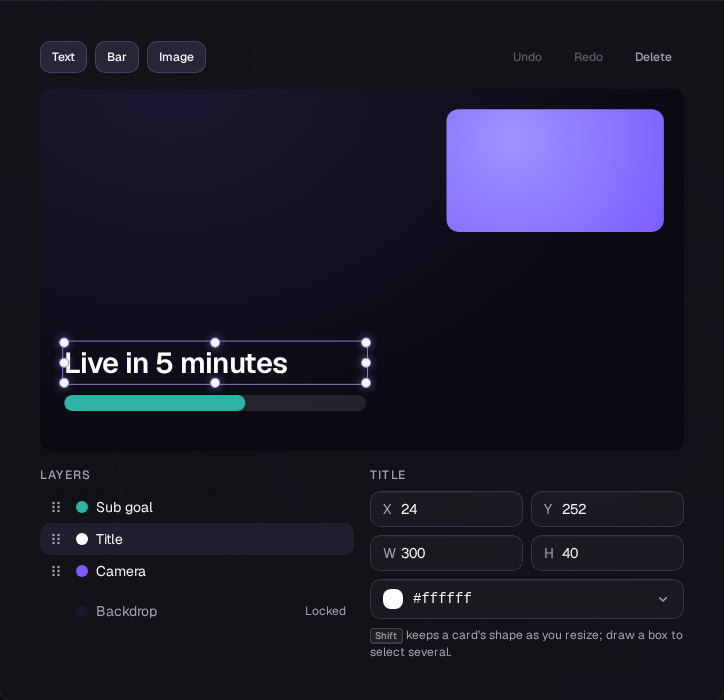 Text Bar Image Undo Redo Delete
Live in 5 minutes
LAYERS
Sub goal
Title
Camera
Backdrop Locked
TITLE
X 24 Y 252
W 300 H 40
#ffffff
Shift keeps a card's shape as you resize; draw a box to
select several.